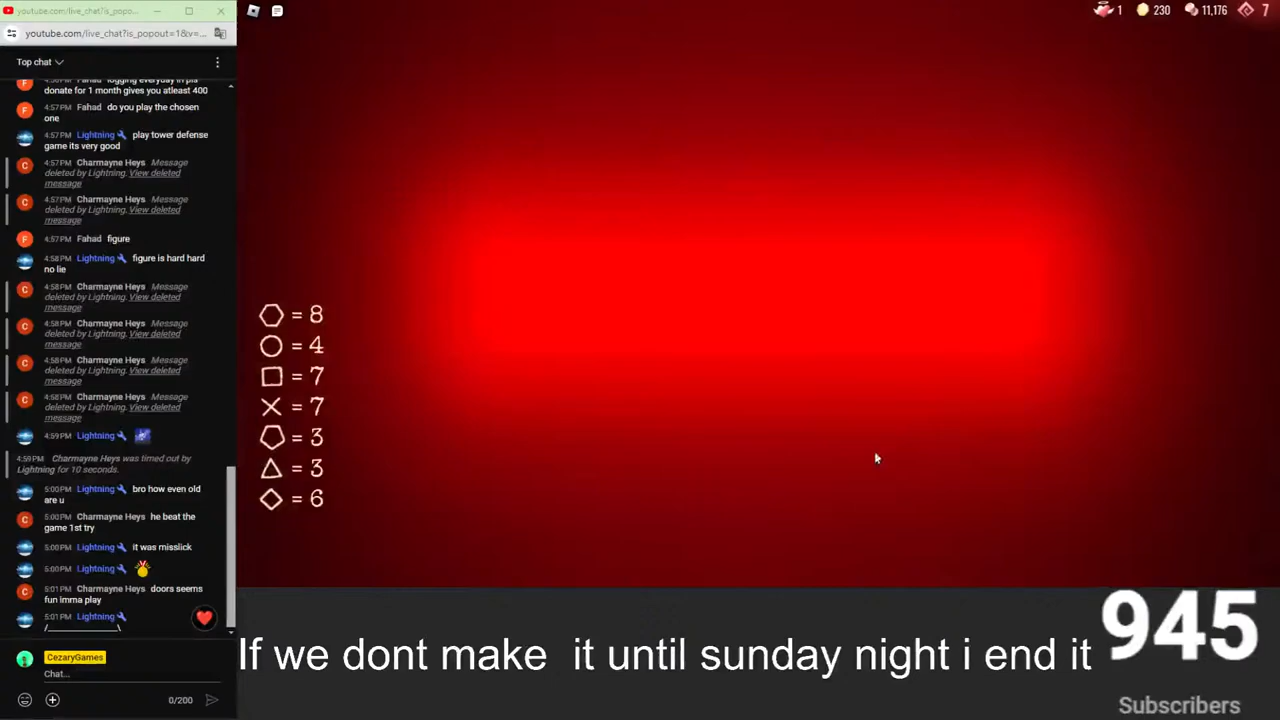 youtube.com/live_chat?is_popo...
youtube.com/live_chat?is_popout=1&v=...
Top chat
4:56PM Fahad logging everyday in pls
donate for 1 month gives you atleast 400
4:57PM Fahad do you play the chosen
one
4:57PM Lightning play tower defense
game its very good
4:57PM Charmayne Heys Message
deleted by Lightning. View deleted
message
4:57PM Charmayne Heys Message
deleted by Lightning. View deleted
message
4:57PM Fahad figure
4:58PM Lightning figure is hard hard
no lie
4:58PM Charmayne Heys Message
deleted by Lightning. View deleted
message
4:58PM Charmayne Heys Message
deleted by Lightning. View deleted
message
4:58PM Charmayne Heys Message
deleted by Lightning. View deleted
message
4:58PM Charmayne Heys Message
deleted by Lightning. View deleted
message
4:59PM Lightning
Charmayne Heys was timed out by
Lightning for 10 seconds.
5:00PM Lightning bro how even old
are u
5:00PM Charmayne Heys he beat the
game 1st try
5:00PM Lightning it was misslick
5:00PM Lightning
5:01PM Charmayne Heys doors seems
fun imma play
5:01PM Lightning
/____________\
CezaryGames
Chat...
0/200
1 230 11,176 7
= 8
= 4
= 7
= 7
= 3
= 3
= 6
If we dont make it until sunday night i end it
945
Subscribers